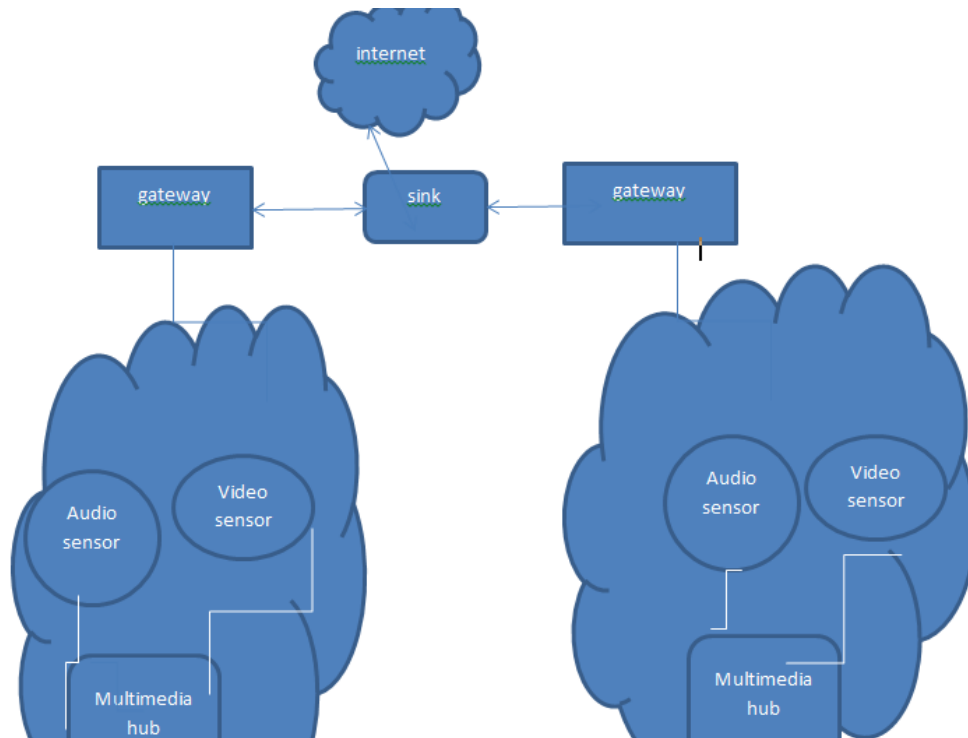 internet
gateway
sink
gateway
Audio
sensor
Video
sensor
Multimedia
hub
Audio
sensor
Video
sensor
Multimedia
hub